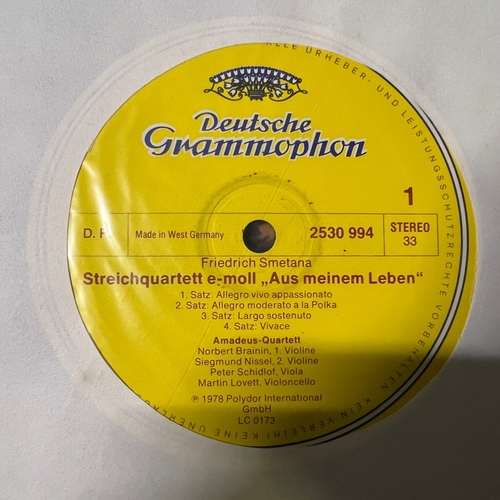 ALLE URHEBER- UND LEISTUNGSSCHUTZRECHTE VORBEHALTEN KEIN VERLEIH! KEINE
Deutsche
Grammophon
1
Made in West Germany
2530 994
STEREO
33
Friedrich Smetana
Streichquartett e-moll „Aus meinem Leben“
1. Satz: Allegro vivo appassionato
2. Satz: Allegro moderato à la Polka
3. Satz: Largo sostenuto
4. Satz: Vivace
Amadeus-Quartett
Norbert Brainin, 1. Violine
Siegmund Nissel, 2. Violine
Peter Schidlof, Viola
Martin Lovett, Violoncello
℗ 1978 Polydor International
GmbH
LC 0173